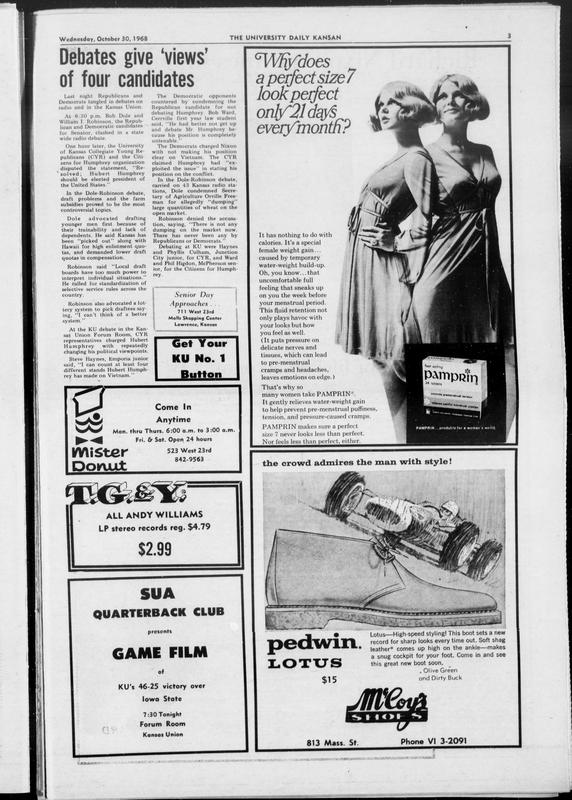 Wednesday, October 30, 1968
THE UNIVERSITY DAILY KANSAN
3
Debates give 'views'
of four candidates
Last night Republicans and
Democrats tangled in debates on
radio and in the Kansas Union.
At 6:30 p.m. Bob Dole and
William I. Robinson, the Repub-
lican and Democratic candidates
for Senator, clashed in a state
wide radio debate.
One hour later, the University
of Kansas Collegiate Young Re-
publicans (CYR) and the Citi-
zens for Humphrey organization
disputed the statement, "Re-
solved; Hubert Humphrey
should be elected president of
the United States."
In the Dole-Robinson debate,
draft problems and the farm
subsidies proved to be the most
controversial topics.
Dole advocated drafting
younger men first because of
their trainability and lack of
dependents. He said Kansas has
been "picked out" along with
Hawaii for high enlistment quo-
tas, and demanded lower draft
quotas in compensation.
Robinson said "Local draft
boards have too much power to
interpret individual situations."
He called for standardization of
selective service rules across the
country.
Robinson also advocated a lot-
tery system to pick draftees say-
ing, "I can't think of a better
system."
At the KU debate in the Kan-
sas Union Forum Room, CYR
representatives charged Hubert
Humphrey with repeatedly
changing his political viewpoints.
Steve Haynes, Emporia junior
said, "I can count at least four
different stands Hubert Humph-
rey has made on Vietnam."
The Democratic opponents
countered by condemning the
Republican candidate for not
debating Humphrey. Bob Ward,
first year law student
said, "He had better not get up
and debate Mr. Humphrey be-
cause his position is completely
untenable."
The Democrats charged Nixon
with not making his position
clear on Vietnam. The CYR
claimed Humphrey had "ex-
ploited the issue" in stating his
position on the conflict.
In the Dole-Robinson debate,
carried on 43 Kansas radio sta-
tions, Dole condemned Secre-
tary of Agriculture Orville Free-
man for allegedly "dumping"
large quantities of wheat on the
open market.
Robinson denied the accusa-
tion, saying, "There is not any
dumping on the market now.
There has never been any by
Republicans or Democrats."
Debating at KU were Haynes
and Phyllis Culham, Junction
City junior, for CYR, and Ward
and Phil Higdon, McPherson sen-
ior, for the Citizens for Humph-
rey.
Senior Day
Approaches . . .
711 West 23rd
Malls Shopping Center
Lawrence, Kansas
Get Your
KU No. 1
Button
Mister
Donut
Come In
Anytime
Mon. thru Thurs. 6:00 a.m. to 3:00 a.m.
Fri. & Sat. Open 24 hours
523 West 23rd
842-9563
T.G.&Y.
ALL ANDY WILLIAMS
LP stereo records reg. $4.79
$2.99
SUA
QUARTERBACK CLUB
presents
GAME FILM
of
KU's 46-25 victory over
Iowa State
7:30 Tonight
Forum Room
Kansas Union
Why does
a perfect size 7
look perfect
only 21 days
every month?
It has nothing to do with
calories. It's a special
female weight gain...
caused by temporary
water-weight build-up.
Oh, you know...that
uncomfortable full
feeling that sneaks up
on you the week before
your menstrual period.
This fluid retention not
only plays havoc with
your looks but how
you feel as well.
(It puts pressure on
delicate nerves and
tissues, which can lead
to pre-menstrual
cramps and headaches,
leaves emotions on edge.)
That's why so
many women take PAMPRIN®.
It gently relieves water-weight gain
to help prevent pre-menstrual puffiness,
tension, and pressure-caused cramps.
PAMPRIN makes sure a perfect
size 7 never looks less than perfect.
Nor feels less than perfect, either.
fast acting
pamprin
24 tablets
PAMPRIN...products for a woman's world.
the crowd admires the man with style!
pedwin.
LOTUS
$15
Lotus—High-speed styling! This boot sets a new
record for sharp looks every time out. Soft shag
leather* comes up high on the ankle—makes
a snug cockpit for your foot. Come in and see
this great new boot soon.
Olive Green
and Dirty Buck
McCoy's
SHOES
813 Mass. St.
Phone VI 3-2091